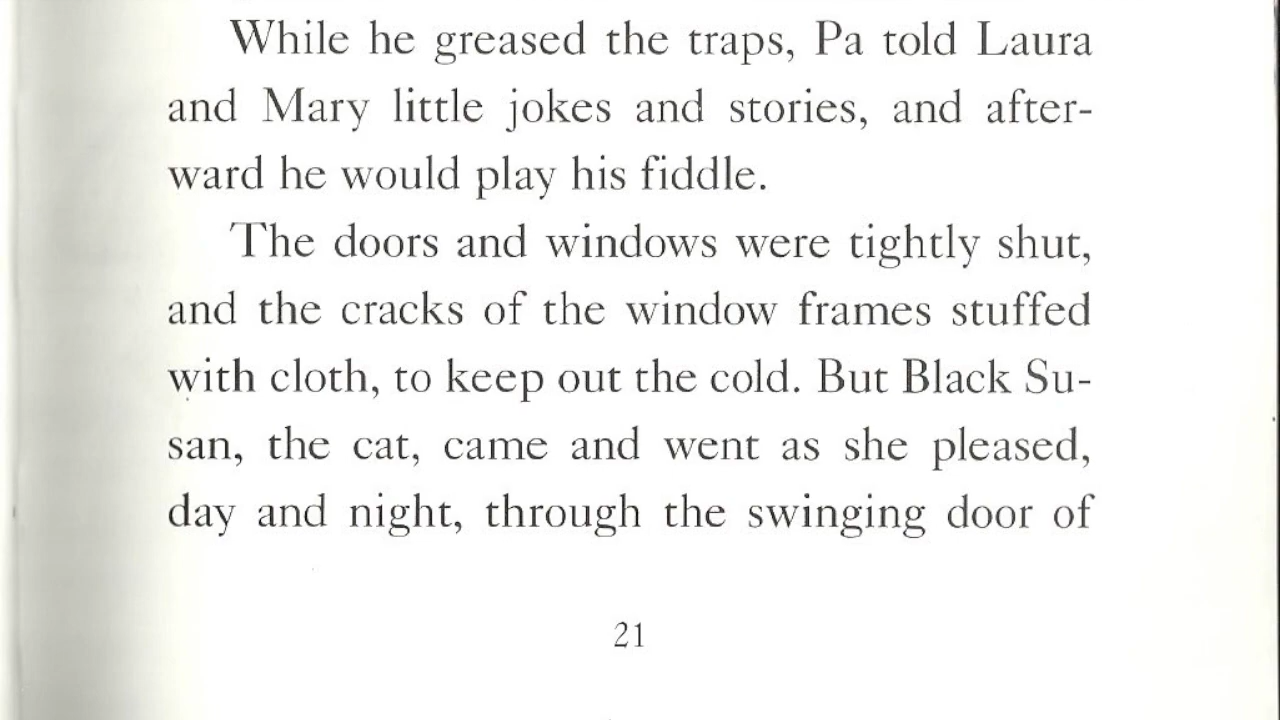 While he greased the traps, Pa told Laura
and Mary little jokes and stories, and after-
ward he would play his fiddle.
The doors and windows were tightly shut,
and the cracks of the window frames stuffed
with cloth, to keep out the cold. But Black Su-
san, the cat, came and went as she pleased,
day and night, through the swinging door of
21